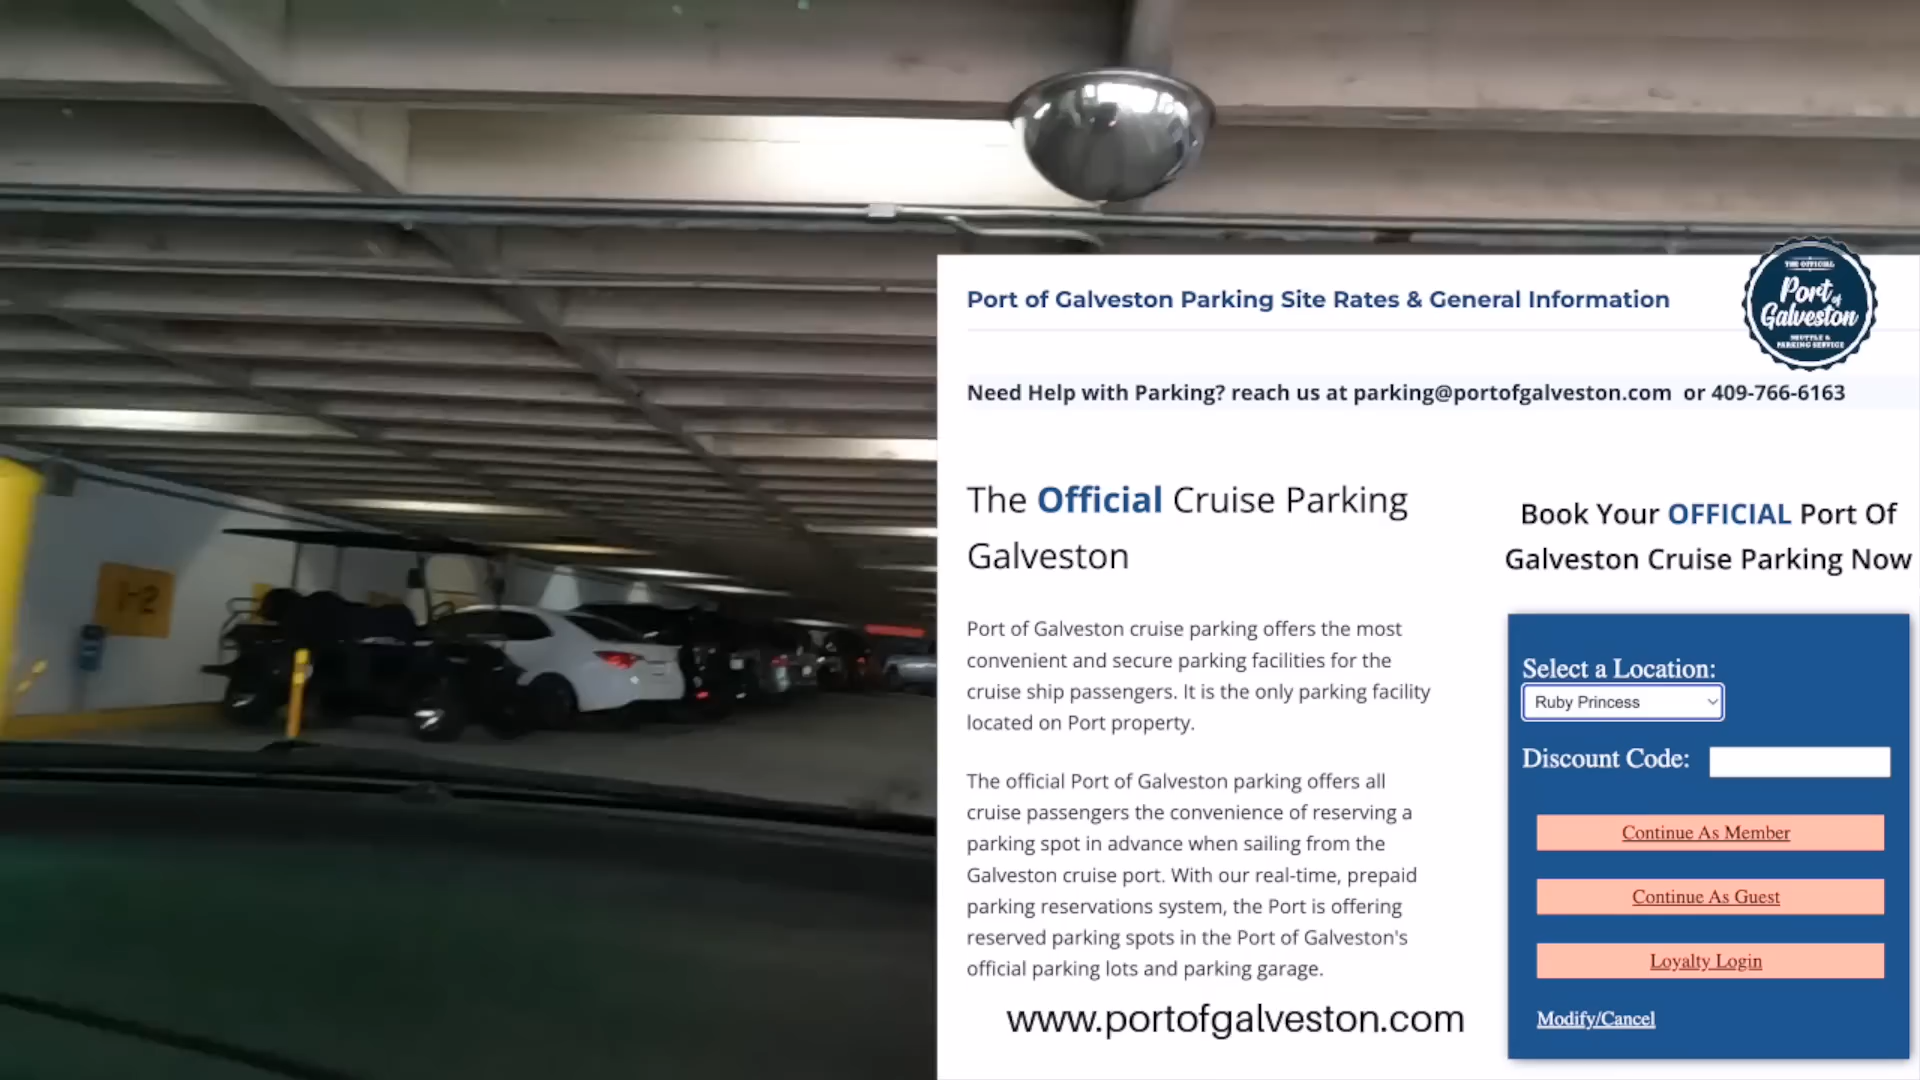 Port of Galveston Parking Site Rates & General Information
THE OFFICIAL
Port of
Galveston
SHUTTLE &
PARKING SERVICE
Need Help with Parking? reach us at parking@portofgalveston.com or 409-766-6163
The Official Cruise Parking
Galveston
Port of Galveston cruise parking offers the most
convenient and secure parking facilities for the
cruise ship passengers. It is the only parking facility
located on Port property.
The official Port of Galveston parking offers all
cruise passengers the convenience of reserving a
parking spot in advance when sailing from the
Galveston cruise port. With our real-time, prepaid
parking reservations system, the Port is offering
reserved parking spots in the Port of Galveston's
official parking lots and parking garage.
www.portofgalveston.com
Book Your OFFICIAL Port Of
Galveston Cruise Parking Now
Select a Location:
Ruby Princess
Discount Code:
Continue As Member
Continue As Guest
Loyalty Login
Modify/Cancel
1-2